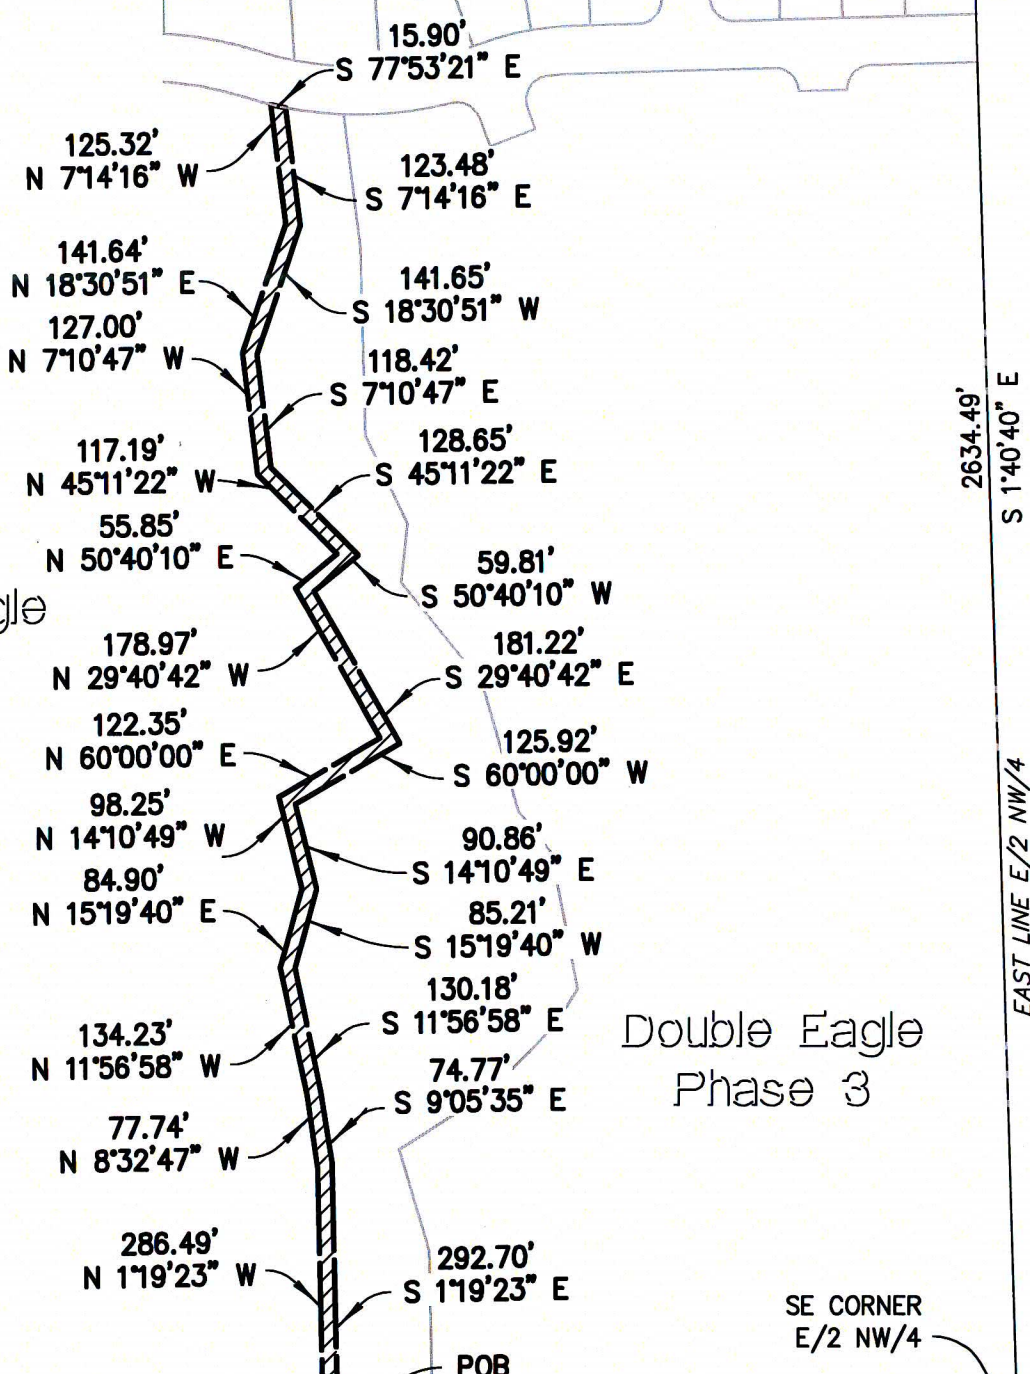 15.90'
S 77°53'21" E
125.32'
N 7°14'16" W
123.48'
S 7°14'16" E
141.64'
N 18°30'51" E
141.65'
S 18°30'51" W
127.00'
N 7°10'47" W
118.42'
S 7°10'47" E
117.19'
N 45°11'22" W
128.65'
S 45°11'22" E
55.85'
N 50°40'10" E
59.81'
S 50°40'10" W
gle
178.97'
N 29°40'42" W
181.22'
S 29°40'42" E
122.35'
N 60°00'00" E
125.92'
S 60°00'00" W
98.25'
N 14°10'49" W
90.86'
S 14°10'49" E
84.90'
N 15°19'40" E
85.21'
S 15°19'40" W
134.23'
N 11°56'58" W
130.18'
S 11°56'58" E
77.74'
N 8°32'47" W
74.77'
S 9°05'35" E
286.49'
N 1°19'23" W
292.70'
S 1°19'23" E
POB
Double Eagle
Phase 3
2634.49'
S 1°40'40" E
EAST LINE E/2 NW/4
SE CORNER
E/2 NW/4